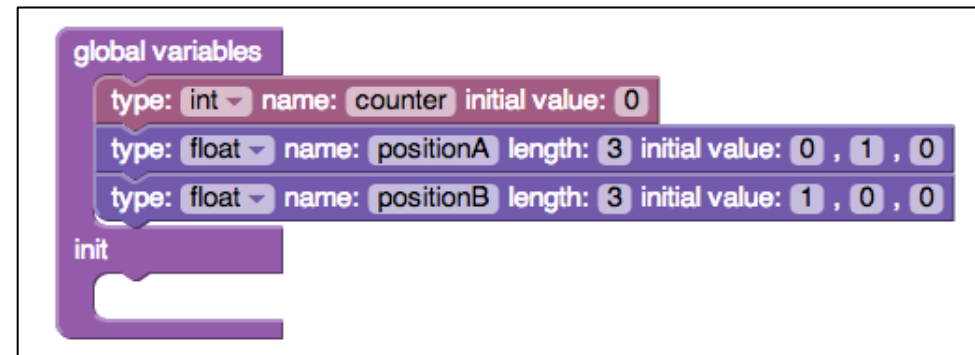 global variables
type: int name: counter initial value: 0
type: float name: positionA length: 3 initial value: 0 , 1 , 0
type: float name: positionB length: 3 initial value: 1 , 0 , 0
init